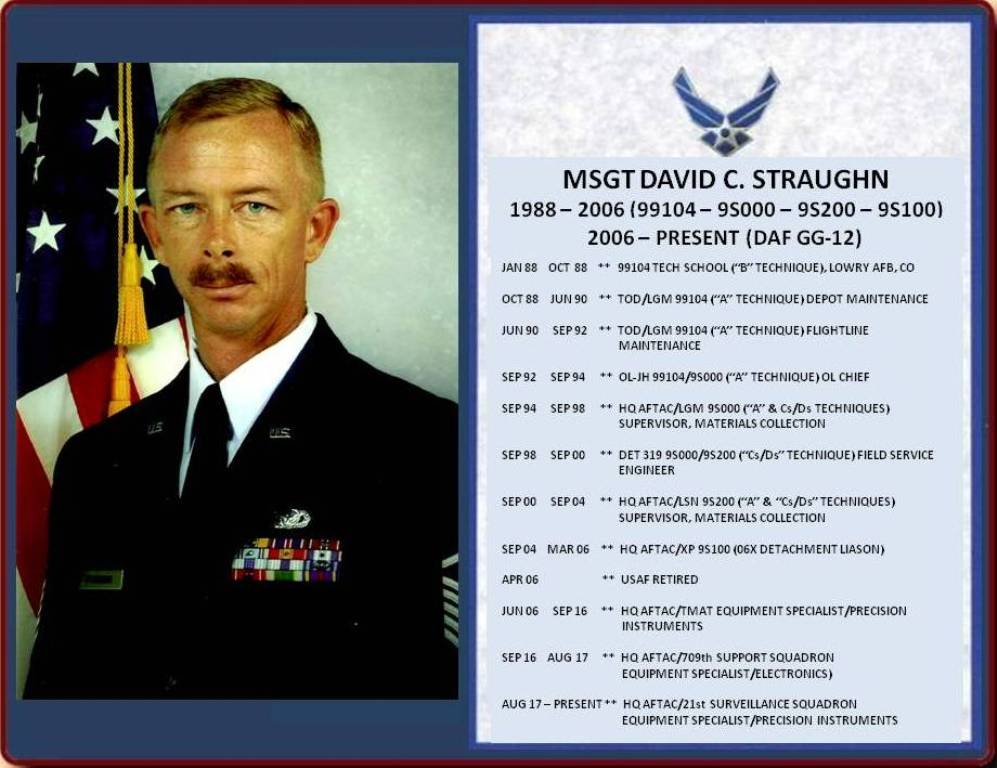 MSGT DAVID C. STRAUGHN
1988 – 2006 (99104 – 9S000 – 9S200 – 9S100)
2006 – PRESENT (DAF GG-12)
JAN 88 OCT 88 ** 99104 TECH SCHOOL ("B" TECHNIQUE), LOWRY AFB, CO
OCT 88 JUN 90 ** TOD/LGM 99104 ("A" TECHNIQUE) DEPOT MAINTENANCE
JUN 90 SEP 92 ** TOD/LGM 99104 ("A" TECHNIQUE) FLIGHTLINE
MAINTENANCE
SEP 92 SEP 94 ** OL-JH 99104/9S000 ("A" TECHNIQUE) OL CHIEF
SEP 94 SEP 98 ** HQ AFTAC/LGM 9S000 ("A" & Cs/Ds TECHNIQUES)
SUPERVISOR, MATERIALS COLLECTION
SEP 98 SEP 00 ** DET 319 9S000/9S200 ("Cs/Ds" TECHNIQUE) FIELD SERVICE
ENGINEER
SEP 00 SEP 04 ** HQ AFTAC/LSN 9S200 ("A" & "Cs/Ds" TECHNIQUES)
SUPERVISOR, MATERIALS COLLECTION
SEP 04 MAR 06 ** HQ AFTAC/XP 9S100 (06X DETACHMENT LIASON)
APR 06 ** USAF RETIRED
JUN 06 SEP 16 ** HQ AFTAC/TMAT EQUIPMENT SPECIALIST/PRECISION
INSTRUMENTS
SEP 16 AUG 17 ** HQ AFTAC/709th SUPPORT SQUADRON
EQUIPMENT SPECIALIST/ELECTRONICS)
AUG 17 – PRESENT ** HQ AFTAC/21st SURVEILLANCE SQUADRON
EQUIPMENT SPECIALIST/PRECISION INSTRUMENTS
U.S.
U.S.